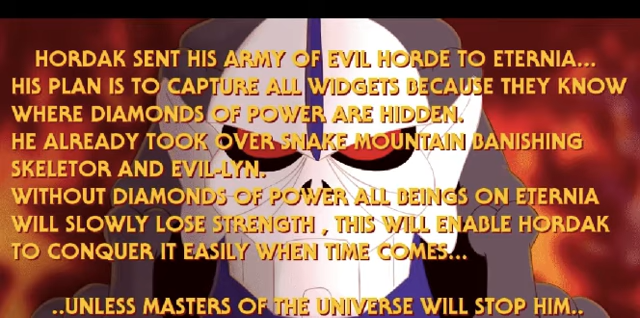 HORDAK SENT HIS ARMY OF EVIL HORDE TO ETERNIA...
HIS PLAN IS TO CAPTURE ALL WIDGETS BECAUSE THEY KNOW
WHERE DIAMONDS OF POWER ARE HIDDEN.
HE ALREADY TOOK OVER SNAKE MOUNTAIN BANISHING
SKELETOR AND EVIL-LYN.
WITHOUT DIAMONDS OF POWER ALL BEINGS ON ETERNIA
WILL SLOWLY LOSE STRENGTH , THIS WILL ENABLE HORDAK
TO CONQUER IT EASILY WHEN TIME COMES...
..UNLESS MASTERS OF THE UNIVERSE WILL STOP HIM..